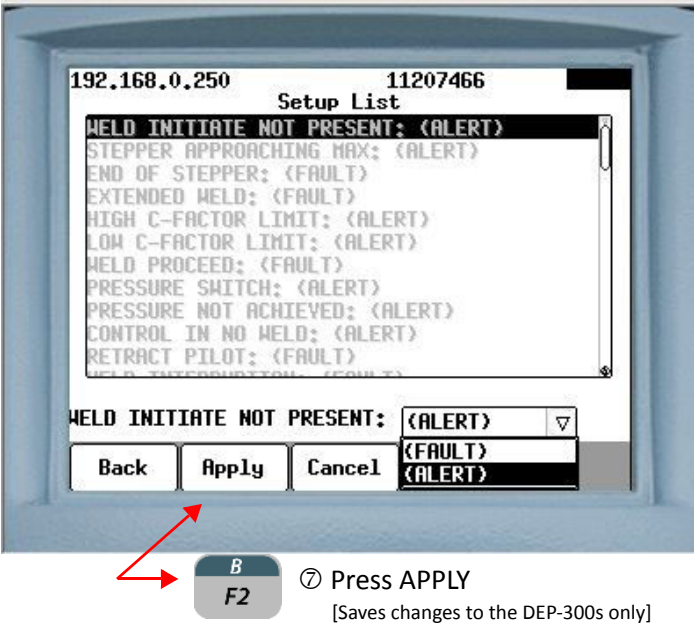 192.168.0.250 11207466
Setup List
WELD INITIATE NOT PRESENT: (ALERT)
STEPPER APPROACHING MAX: (ALERT)
END OF STEPPER: (FAULT)
EXTENDED WELD: (FAULT)
HIGH C-FACTOR LIMIT: (ALERT)
LOW C-FACTOR LIMIT: (ALERT)
WELD PROCEED: (FAULT)
PRESSURE SWITCH: (ALERT)
PRESSURE NOT ACHIEVED: (ALERT)
CONTROL IN NO WELD: (ALERT)
RETRACT PILOT: (FAULT)
WELD INTERRUPTION: (FAULT)
WELD INITIATE NOT PRESENT: (ALERT)
(FAULT)
(ALERT)
Back Apply Cancel
B
F2
⑦ Press APPLY
[Saves changes to the DEP-300s only]